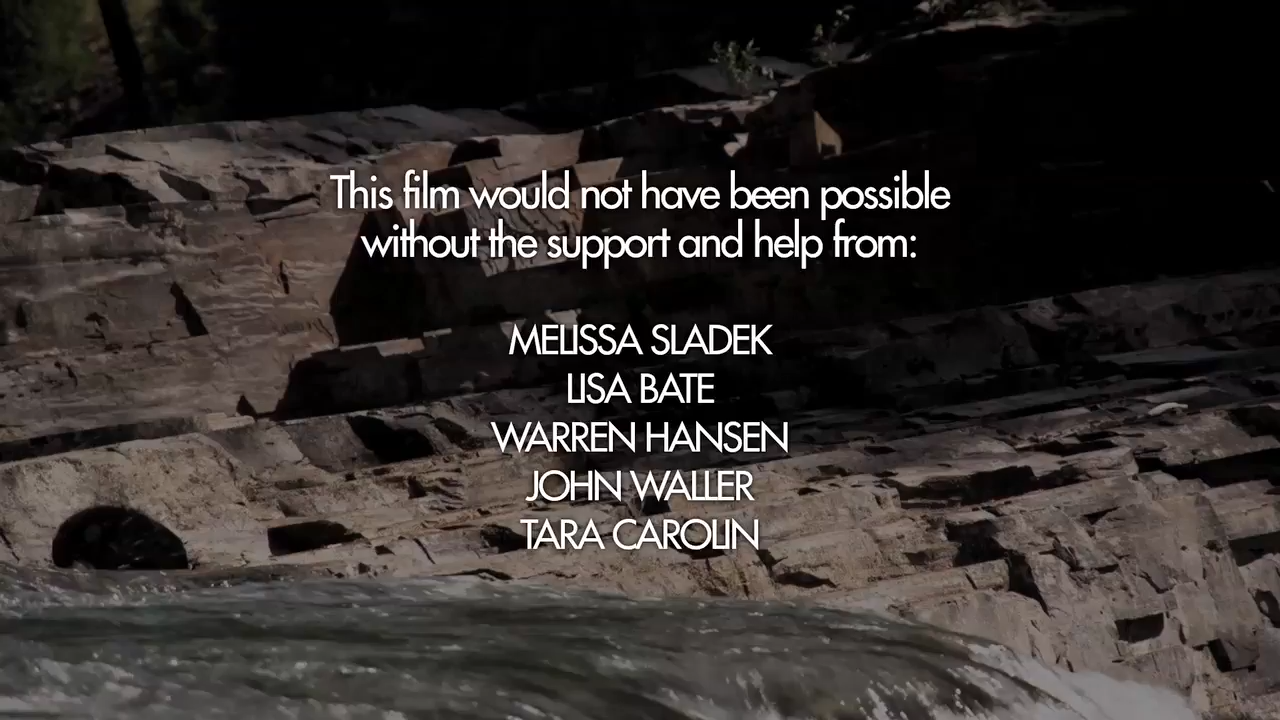 This film would not have been possible
without the support and help from:
MELISSA SLADEK
LISA BATE
WARREN HANSEN
JOHN WALLER
TARA CAROLIN